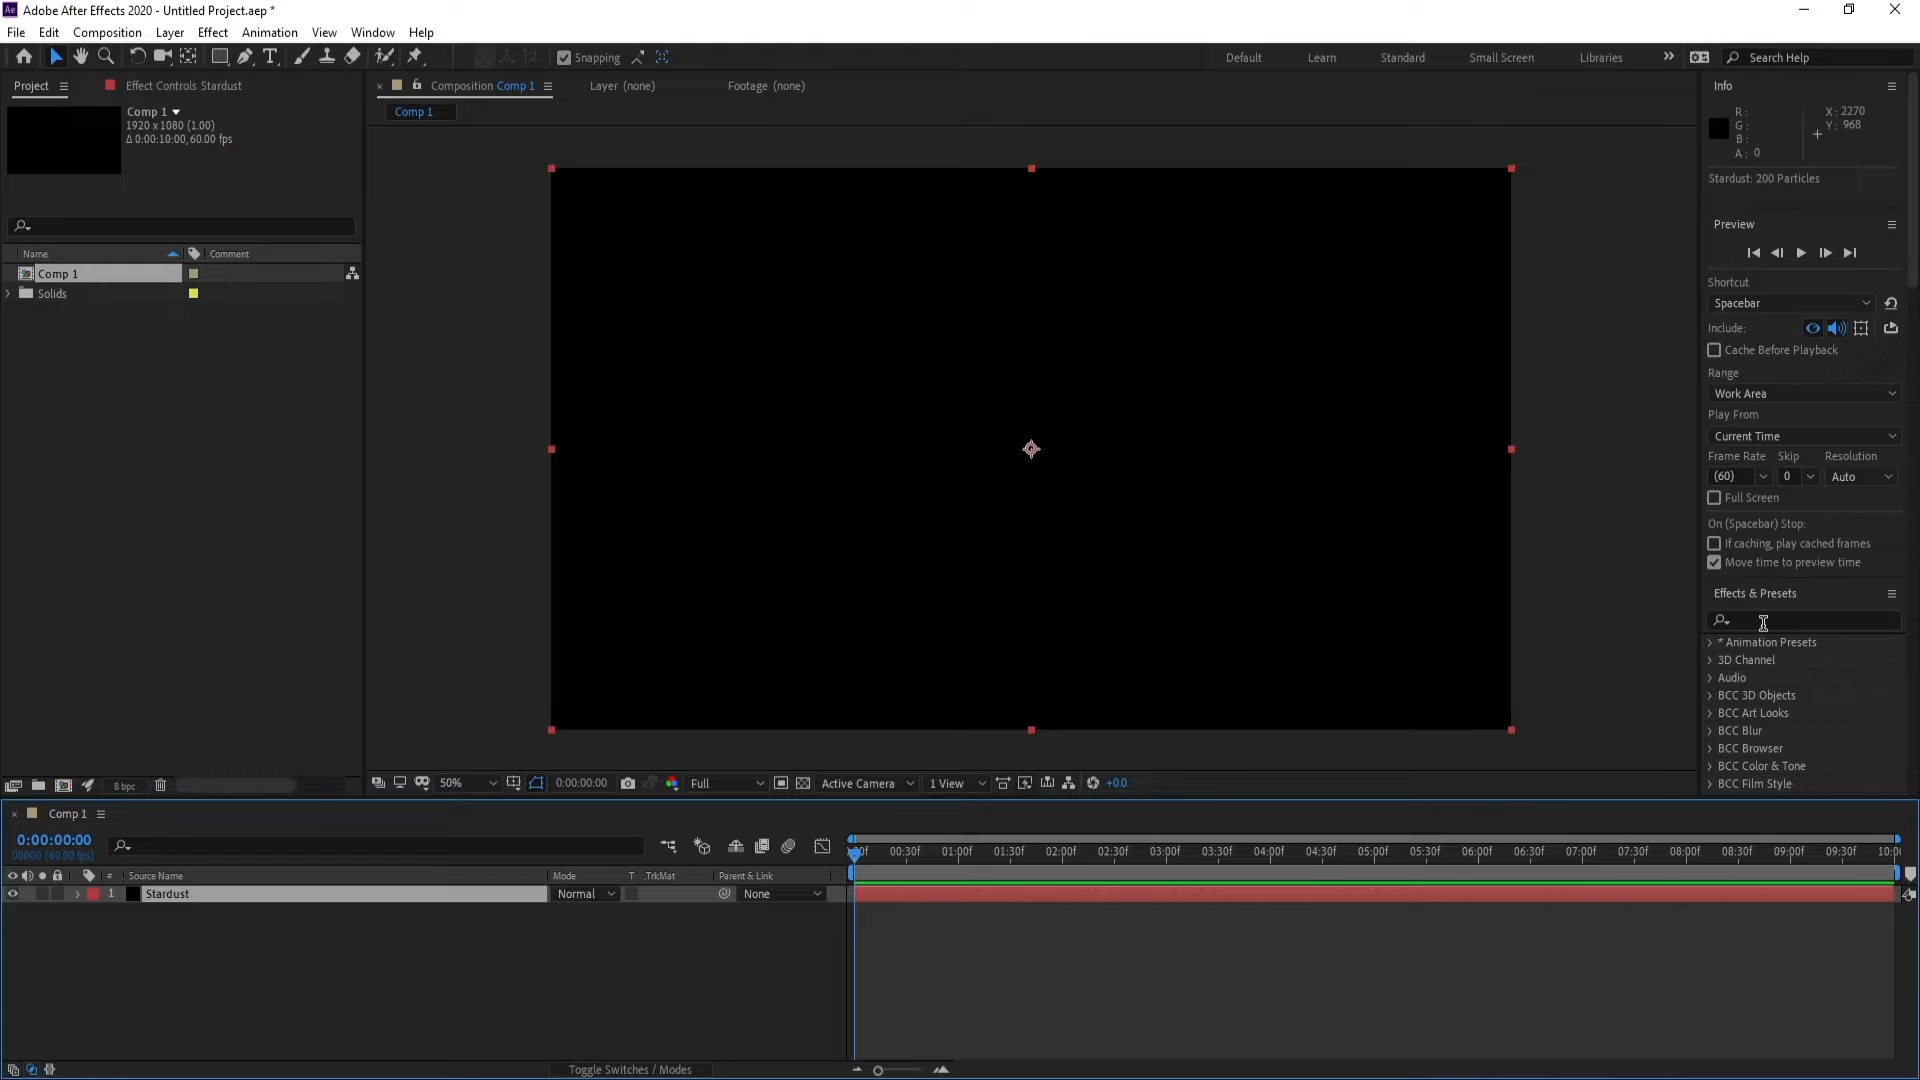 Ae Adobe After Effects 2020 - Untitled Project.aep *
File Edit Composition Layer Effect Animation View Window Help
Snapping
Default Learn Standard Small Screen Libraries Search Help
Project Effect Controls Stardust
Comp 1
1920 x 1080 (1.00)
Δ 0:00:10:00, 60.00 fps
Name Comment
Comp 1
Solids
8 bpc
Composition Comp 1 Layer (none) Footage (none)
Comp 1
50% 0:00:00:00 Full Active Camera 1 View +0.0
Info
R :
G :
B :
A : 0
X : 2270
Y : 968
Stardust: 200 Particles
Preview
Shortcut
Spacebar
Include:
Cache Before Playback
Range
Work Area
Play From
Current Time
Frame Rate Skip Resolution
(60) 0 Auto
Full Screen
On (Spacebar) Stop:
If caching, play cached frames
Move time to preview time
Effects & Presets
* Animation Presets
3D Channel
Audio
BCC 3D Objects
BCC Art Looks
BCC Blur
BCC Browser
BCC Color & Tone
BCC Film Style
Comp 1
0:00:00:00
00000 (60.00 fps)
00:30f 01:00f 01:30f 02:00f 02:30f 03:00f 03:30f 04:00f 04:30f 05:00f 05:30f 06:00f 06:30f 07:00f 07:30f 08:00f 08:30f 09:00f 09:30f 10:00
# Source Name Mode T .TrkMat Parent & Link
1 Stardust Normal None
Toggle Switches / Modes